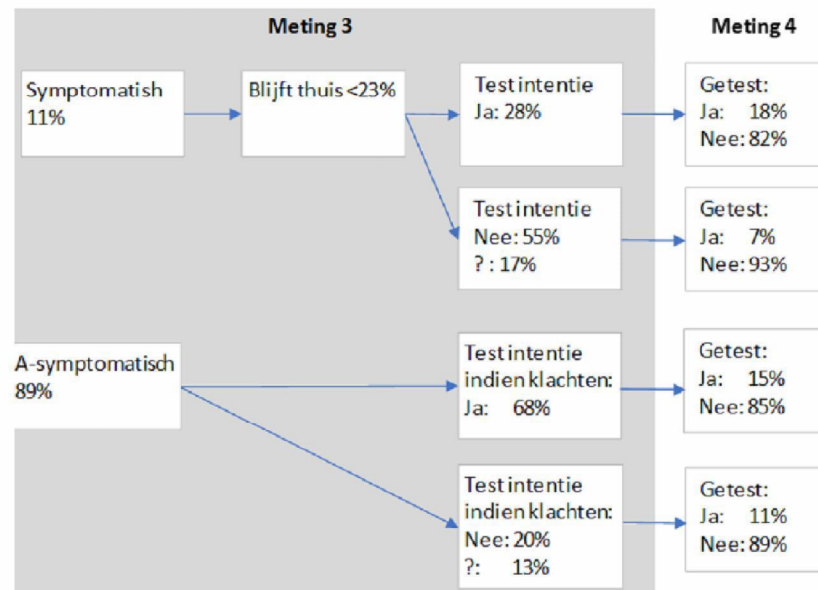 Meting 3
Meting 4
Symptomatish
11%
Blijft thuis <23%
Test intentie
Ja: 28%
Getest:
Ja: 18%
Nee: 82%
Test intentie
Nee: 55%
? : 17%
Getest:
Ja: 7%
Nee: 93%
A-symptomatisch
89%
Test intentie
indien klachten:
Ja: 68%
Getest:
Ja: 15%
Nee: 85%
Test intentie
indien klachten:
Nee: 20%
?: 13%
Getest:
Ja: 11%
Nee: 89%